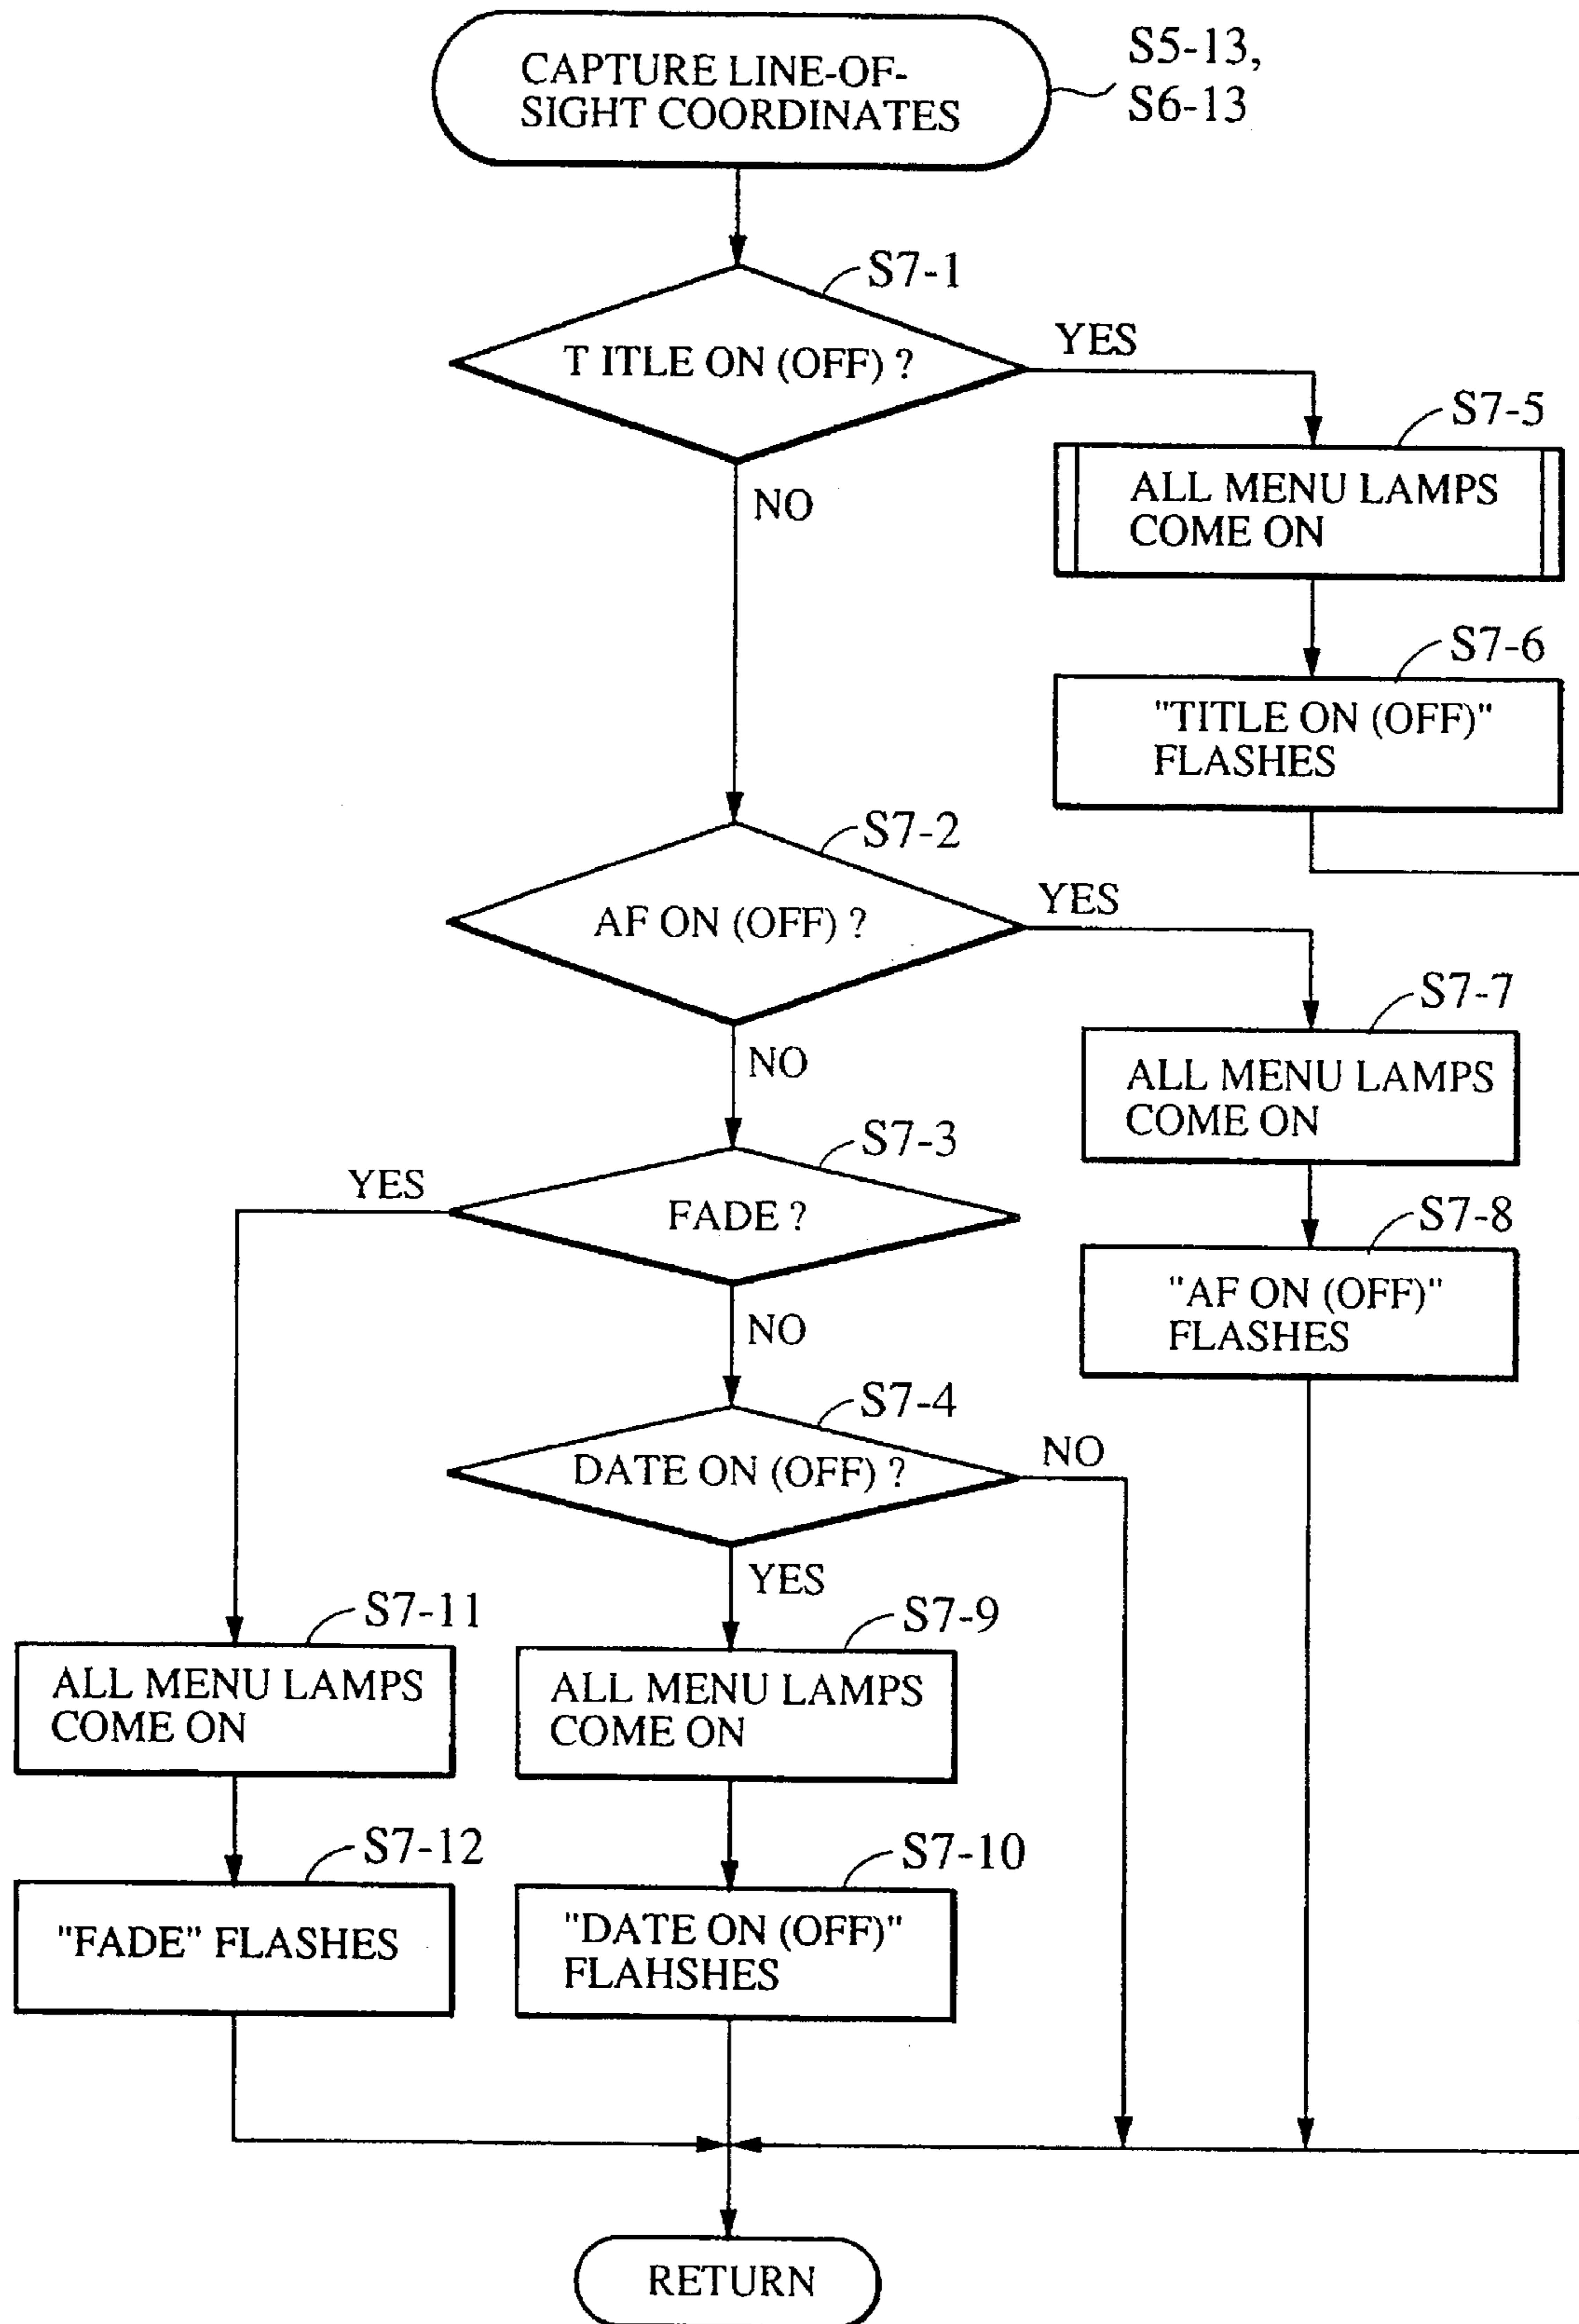 CAPTURE LINE-OF-
SIGHT COORDINATES
S5-13,
S6-13
S7-1
T ITLE ON (OFF) ?
YES
NO
S7-5
ALL MENU LAMPS
COME ON
S7-6
"TITLE ON (OFF)"
FLASHES
S7-2
AF ON (OFF) ?
YES
NO
S7-7
ALL MENU LAMPS
COME ON
S7-8
"AF ON (OFF)"
FLASHES
S7-3
FADE ?
YES
NO
S7-4
DATE ON (OFF) ?
NO
YES
S7-11
ALL MENU LAMPS
COME ON
S7-9
ALL MENU LAMPS
COME ON
S7-12
"FADE" FLASHES
S7-10
"DATE ON (OFF)"
FLAHSHES
RETURN